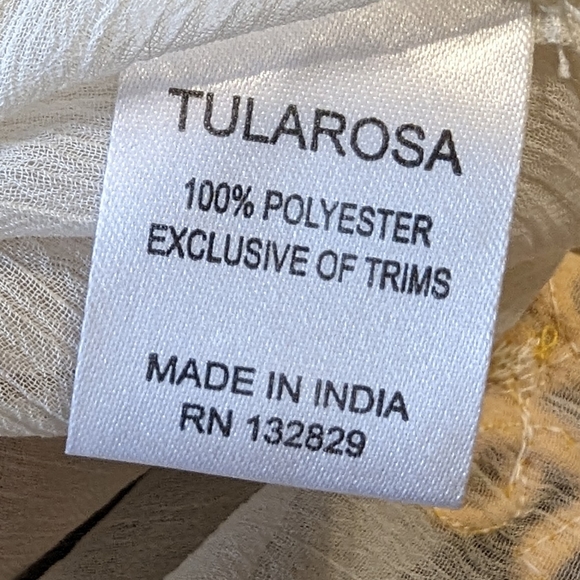 TULAROSA
100% POLYESTER
EXCLUSIVE OF TRIMS
MADE IN INDIA
RN 132829